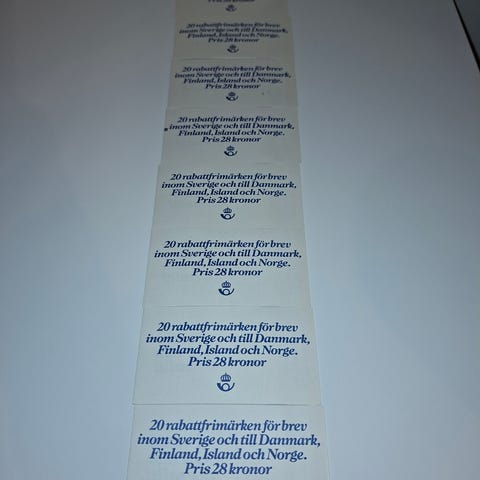 Pris 28 kronor
20 rabattfrimärken för brev
inom Sverige och till Danmark,
Finland, Island och Norge.
Pris 28 kronor
20 rabattfrimärken för brev
inom Sverige och till Danmark,
Finland, Island och Norge.
Pris 28 kronor
20 rabattfrimärken för brev
inom Sverige och till Danmark,
Finland, Island och Norge.
Pris 28 kronor
20 rabattfrimärken för brev
inom Sverige och till Danmark,
Finland, Island och Norge.
Pris 28 kronor
20 rabattfrimärken för brev
inom Sverige och till Danmark,
Finland, Island och Norge.
Pris 28 kronor
20 rabattfrimärken för brev
inom Sverige och till Danmark,
Finland, Island och Norge.
Pris 28 kronor
20 rabattfrimärken för brev
inom Sverige och till Danmark,
Finland, Island och Norge.
Pris 28 kronor